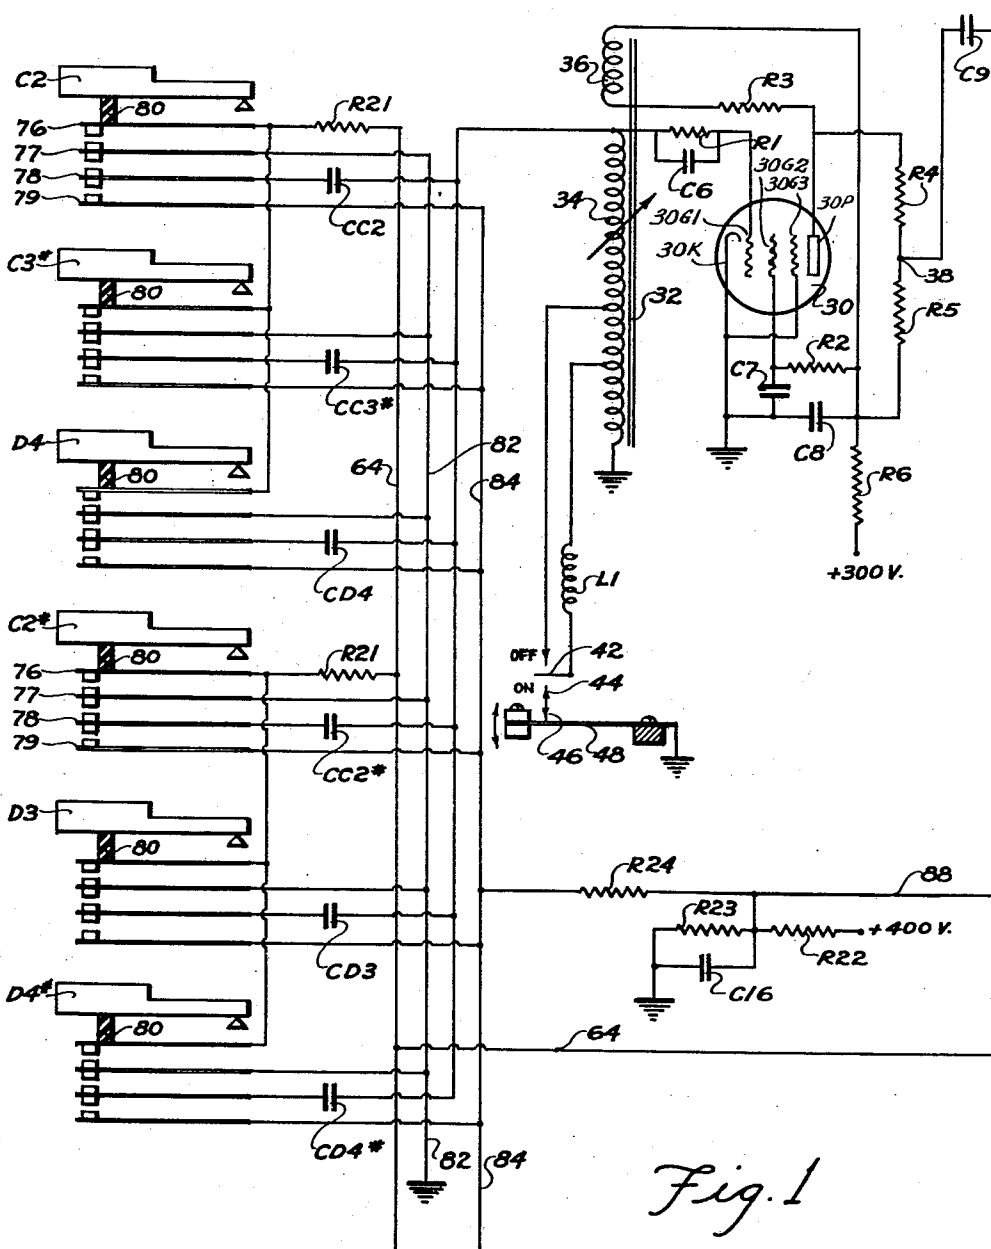 C2
80
76
77
78
79
R21
CC2
C3#
80
CC3#
D4
80
CD4
64
82
84
C2#
80
76
77
78
79
R21
CC2#
D3
80
CD3
D4#
80
CD4#
82
84
36
R3
R1
C6
34
32
30G1
30G2
30G3
30K
30P
30
R4
38
R5
C9
C7
R2
C8
R6
+300V.
L1
OFF
42
ON
44
46
48
R24
88
R23
+400V.
R22
C16
64
Fig. 1